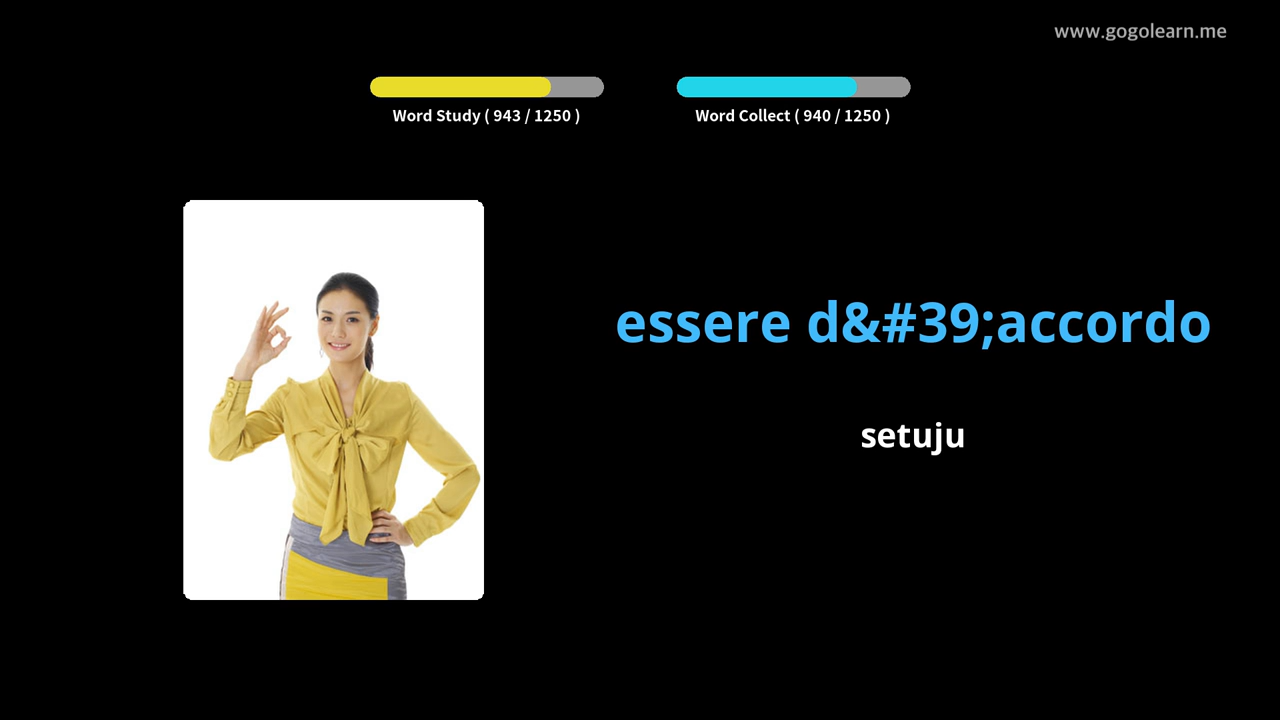 www.gogolearn.me
Word Study ( 943 / 1250 )
Word Collect ( 940 / 1250 )
essere d&#39;accordo
setuju